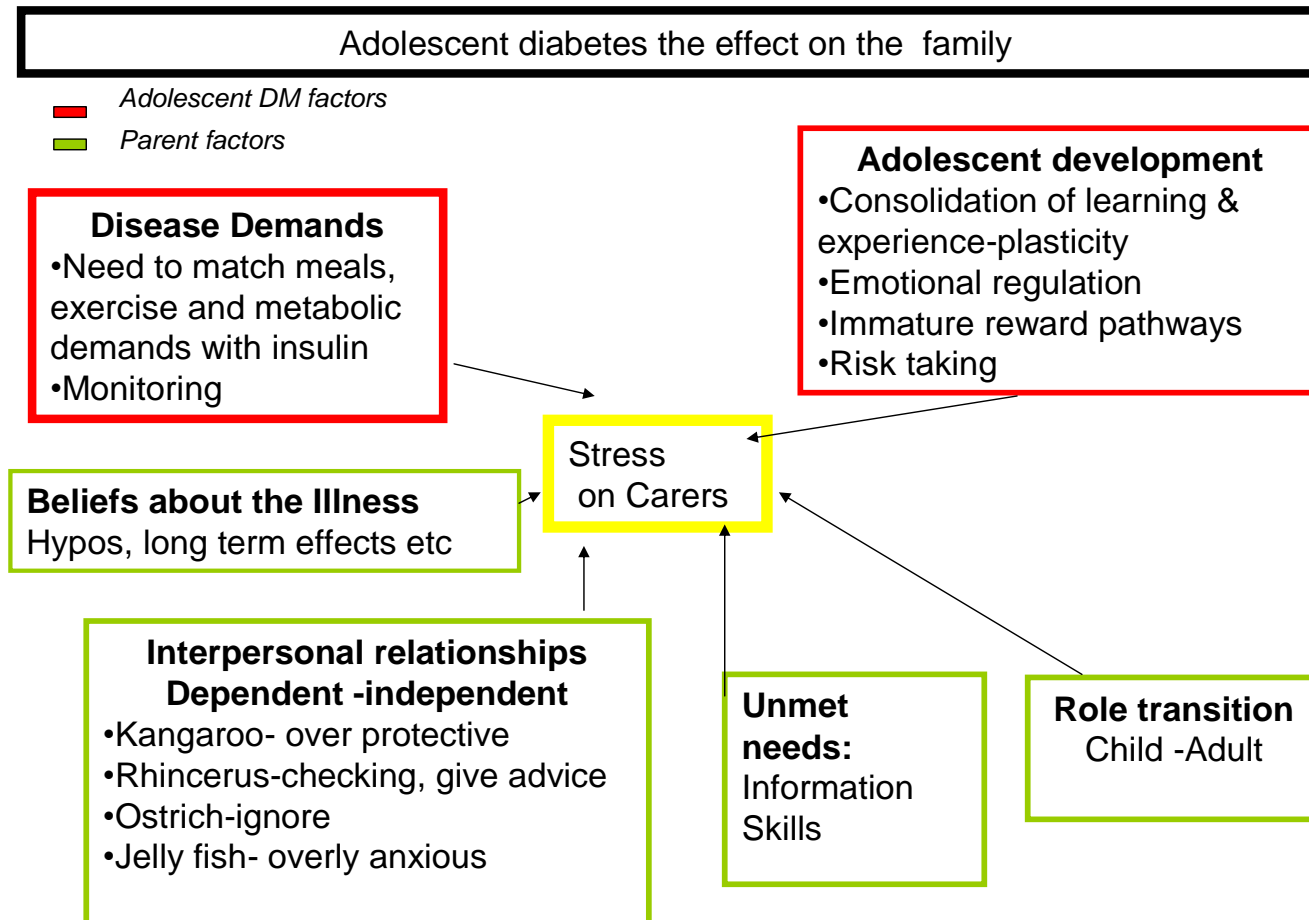 Adolescent diabetes the effect on the family
Adolescent DM factors
Parent factors
Disease Demands
•Need to match meals,
exercise and metabolic
demands with insulin
•Monitoring
Adolescent development
•Consolidation of learning &
experience-plasticity
•Emotional regulation
•Immature reward pathways
•Risk taking
Stress
on Carers
Beliefs about the Illness
Hypos, long term effects etc
Interpersonal relationships
Dependent -independent
•Kangaroo- over protective
•Rhincerus-checking, give advice
•Ostrich-ignore
•Jelly fish- overly anxious
Unmet
needs:
Information
Skills
Role transition
Child -Adult